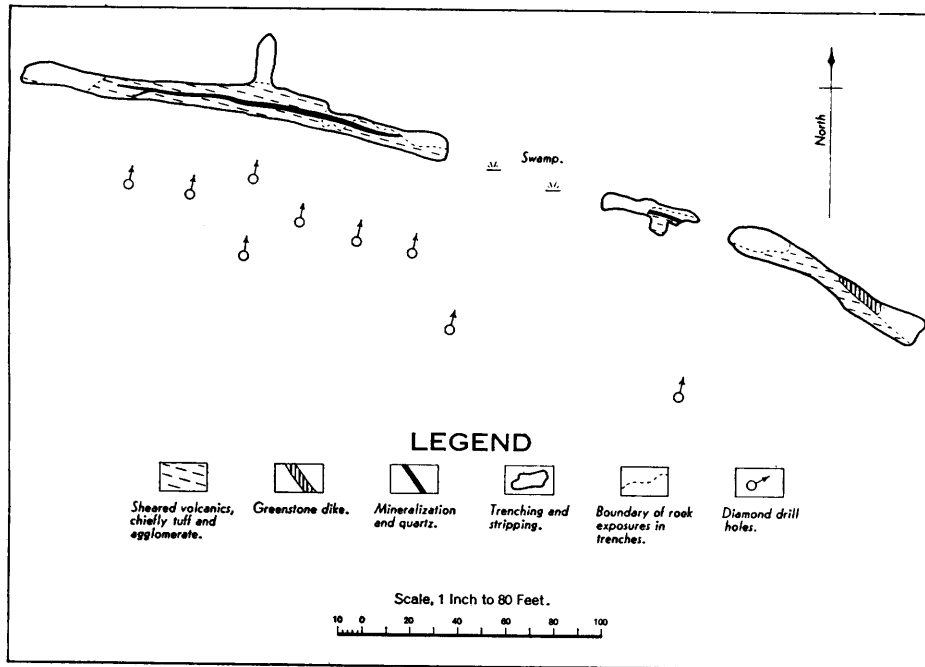 North
Swamp.
LEGEND
Sheared volcanics,
chiefly tuff and
agglomerate.
Greenstone dike.
Mineralization
and quartz.
Trenching and
stripping.
Boundary of rock
exposures in
trenches.
Diamond drill
holes.
Scale, 1 Inch to 80 Feet.
10 0 20 40 60 80 100